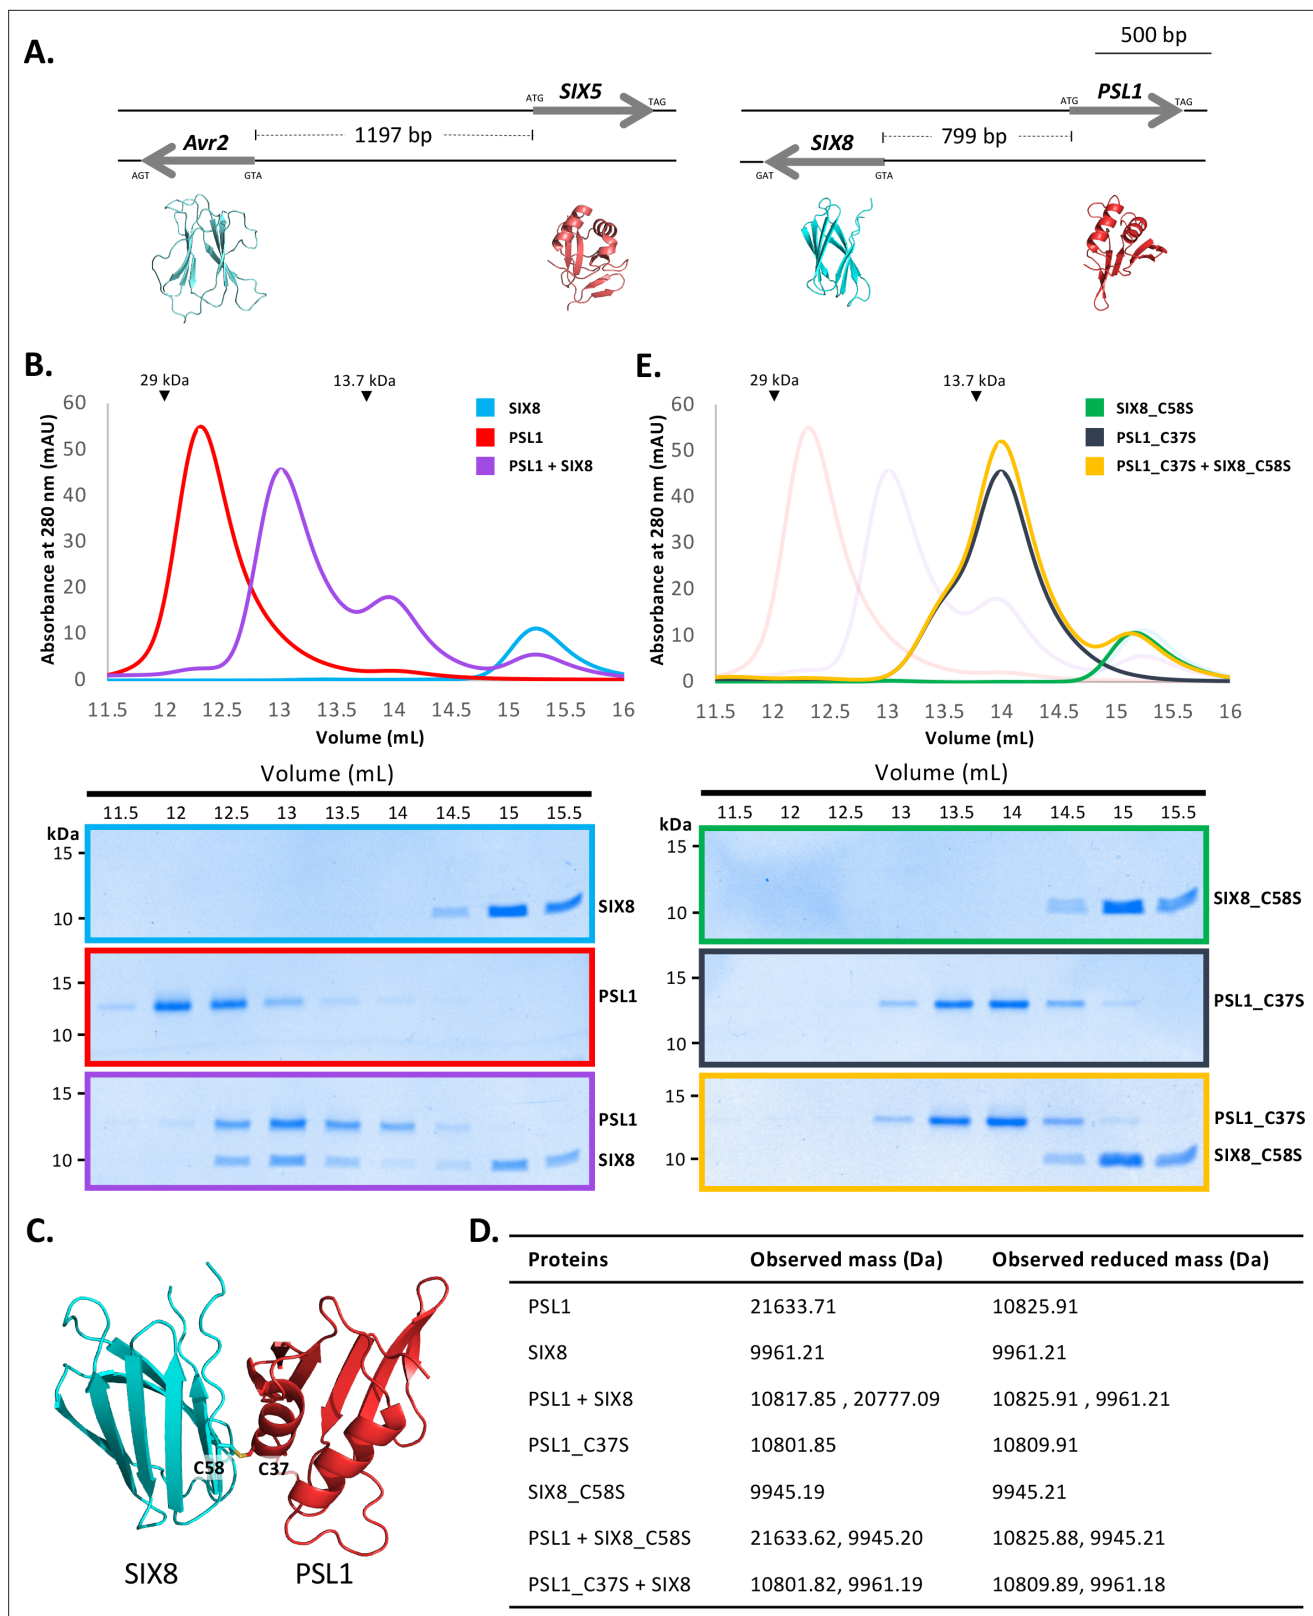 A.
500 bp
ATG SIX5 TAG
1197 bp
Avr2
AGT GTA
ATG PSL1 TAG
799 bp
SIX8
GAT GTA
B.
29 kDa 13.7 kDa
SIX8
PSL1
PSL1 + SIX8
Absorbance at 280 nm (mAU)
60
50
40
30
20
10
0
11.5 12 12.5 13 13.5 14 14.5 15 15.5 16
Volume (mL)
Volume (mL)
11.5 12 12.5 13 13.5 14 14.5 15 15.5
kDa
15
10
SIX8
15
10
PSL1
15
10
PSL1
SIX8
E.
29 kDa 13.7 kDa
SIX8_C58S
PSL1_C37S
PSL1_C37S + SIX8_C58S
Absorbance at 280 nm (mAU)
60
50
40
30
20
10
0
11.5 12 12.5 13 13.5 14 14.5 15 15.5 16
Volume (mL)
Volume (mL)
11.5 12 12.5 13 13.5 14 14.5 15 15.5
kDa
15
10
SIX8_C58S
15
10
PSL1_C37S
15
10
PSL1_C37S
SIX8_C58S
C.
C58 C37
SIX8 PSL1
D.
Proteins Observed mass (Da) Observed reduced mass (Da)
PSL1 21633.71 10825.91
SIX8 9961.21 9961.21
PSL1 + SIX8 10817.85 , 20777.09 10825.91 , 9961.21
PSL1_C37S 10801.85 10809.91
SIX8_C58S 9945.19 9945.21
PSL1 + SIX8_C58S 21633.62, 9945.20 10825.88, 9945.21
PSL1_C37S + SIX8 10801.82, 9961.19 10809.89, 9961.18